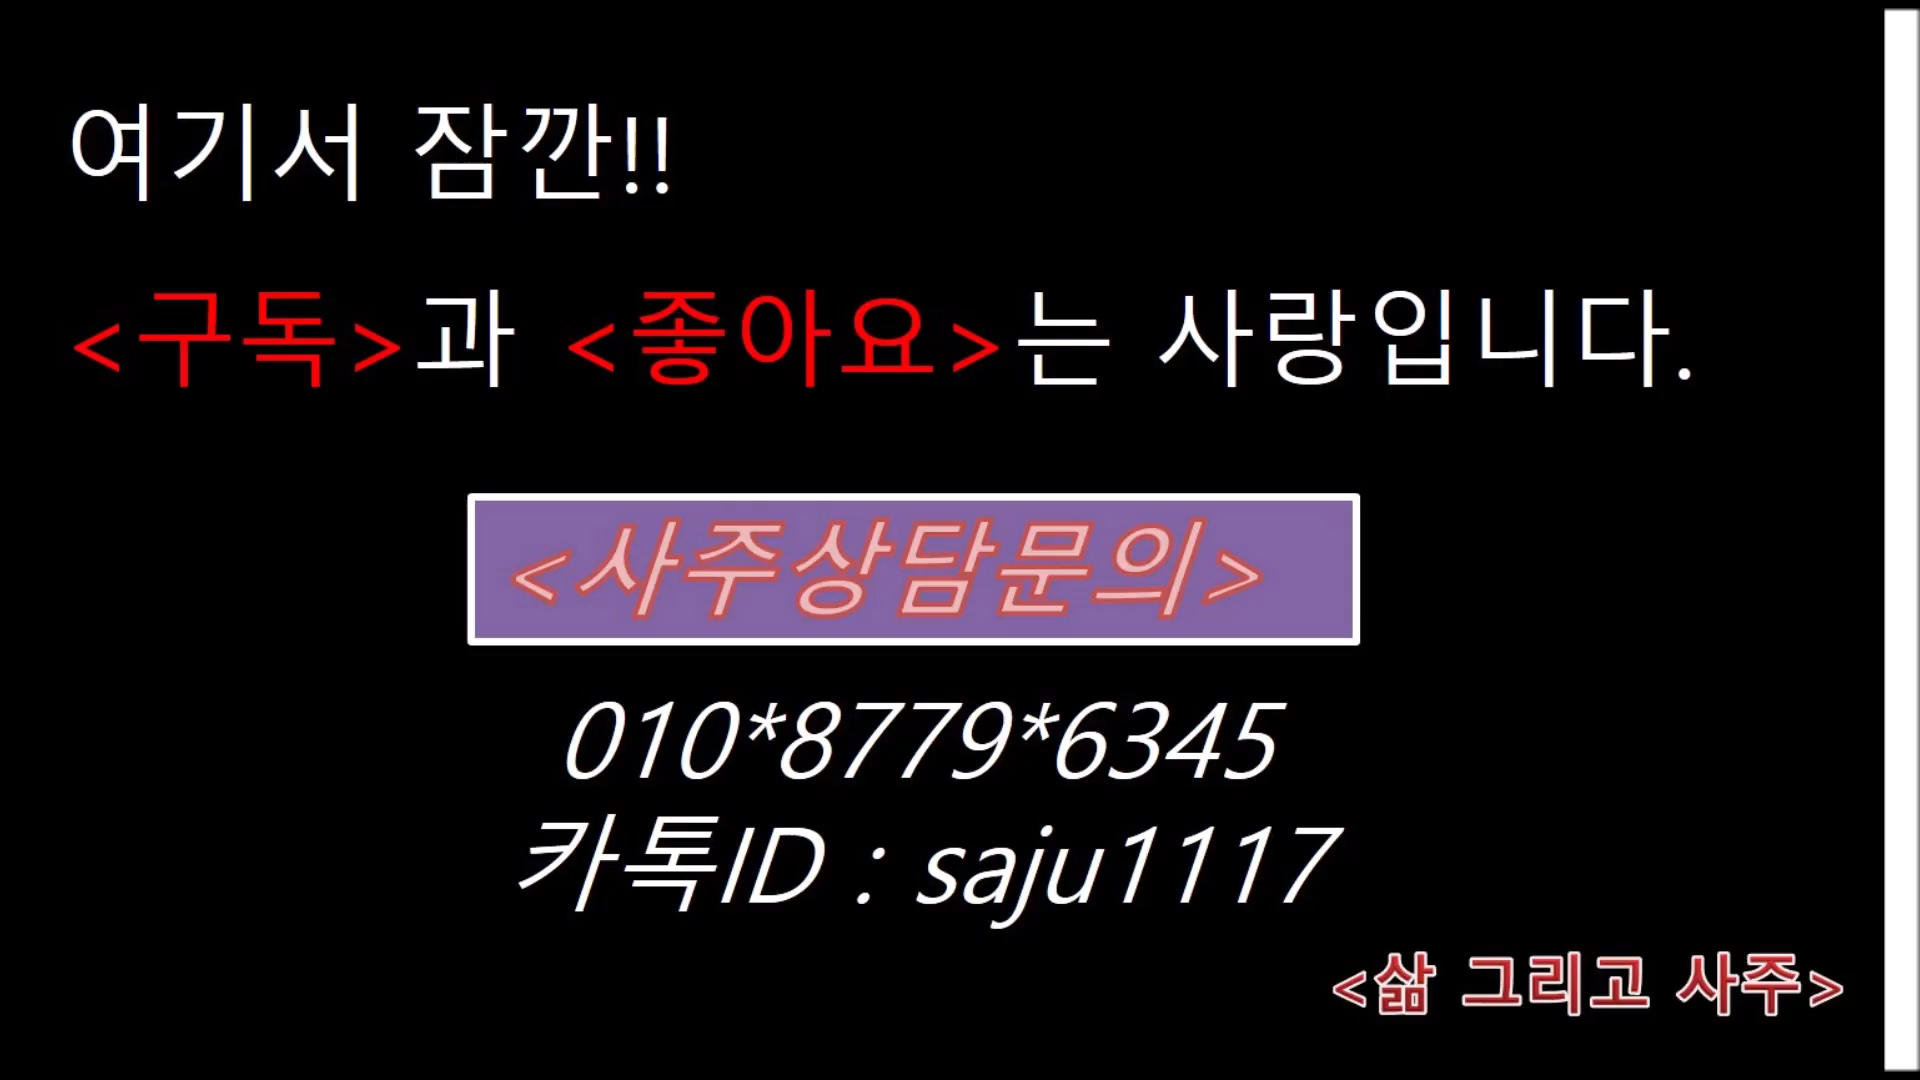 여기서 잠깐!!
<구독>과 <좋아요>는 사랑입니다.
<사주상담문의>
010*8779*6345
카톡ID : saju1117
<삶 그리고 사주>